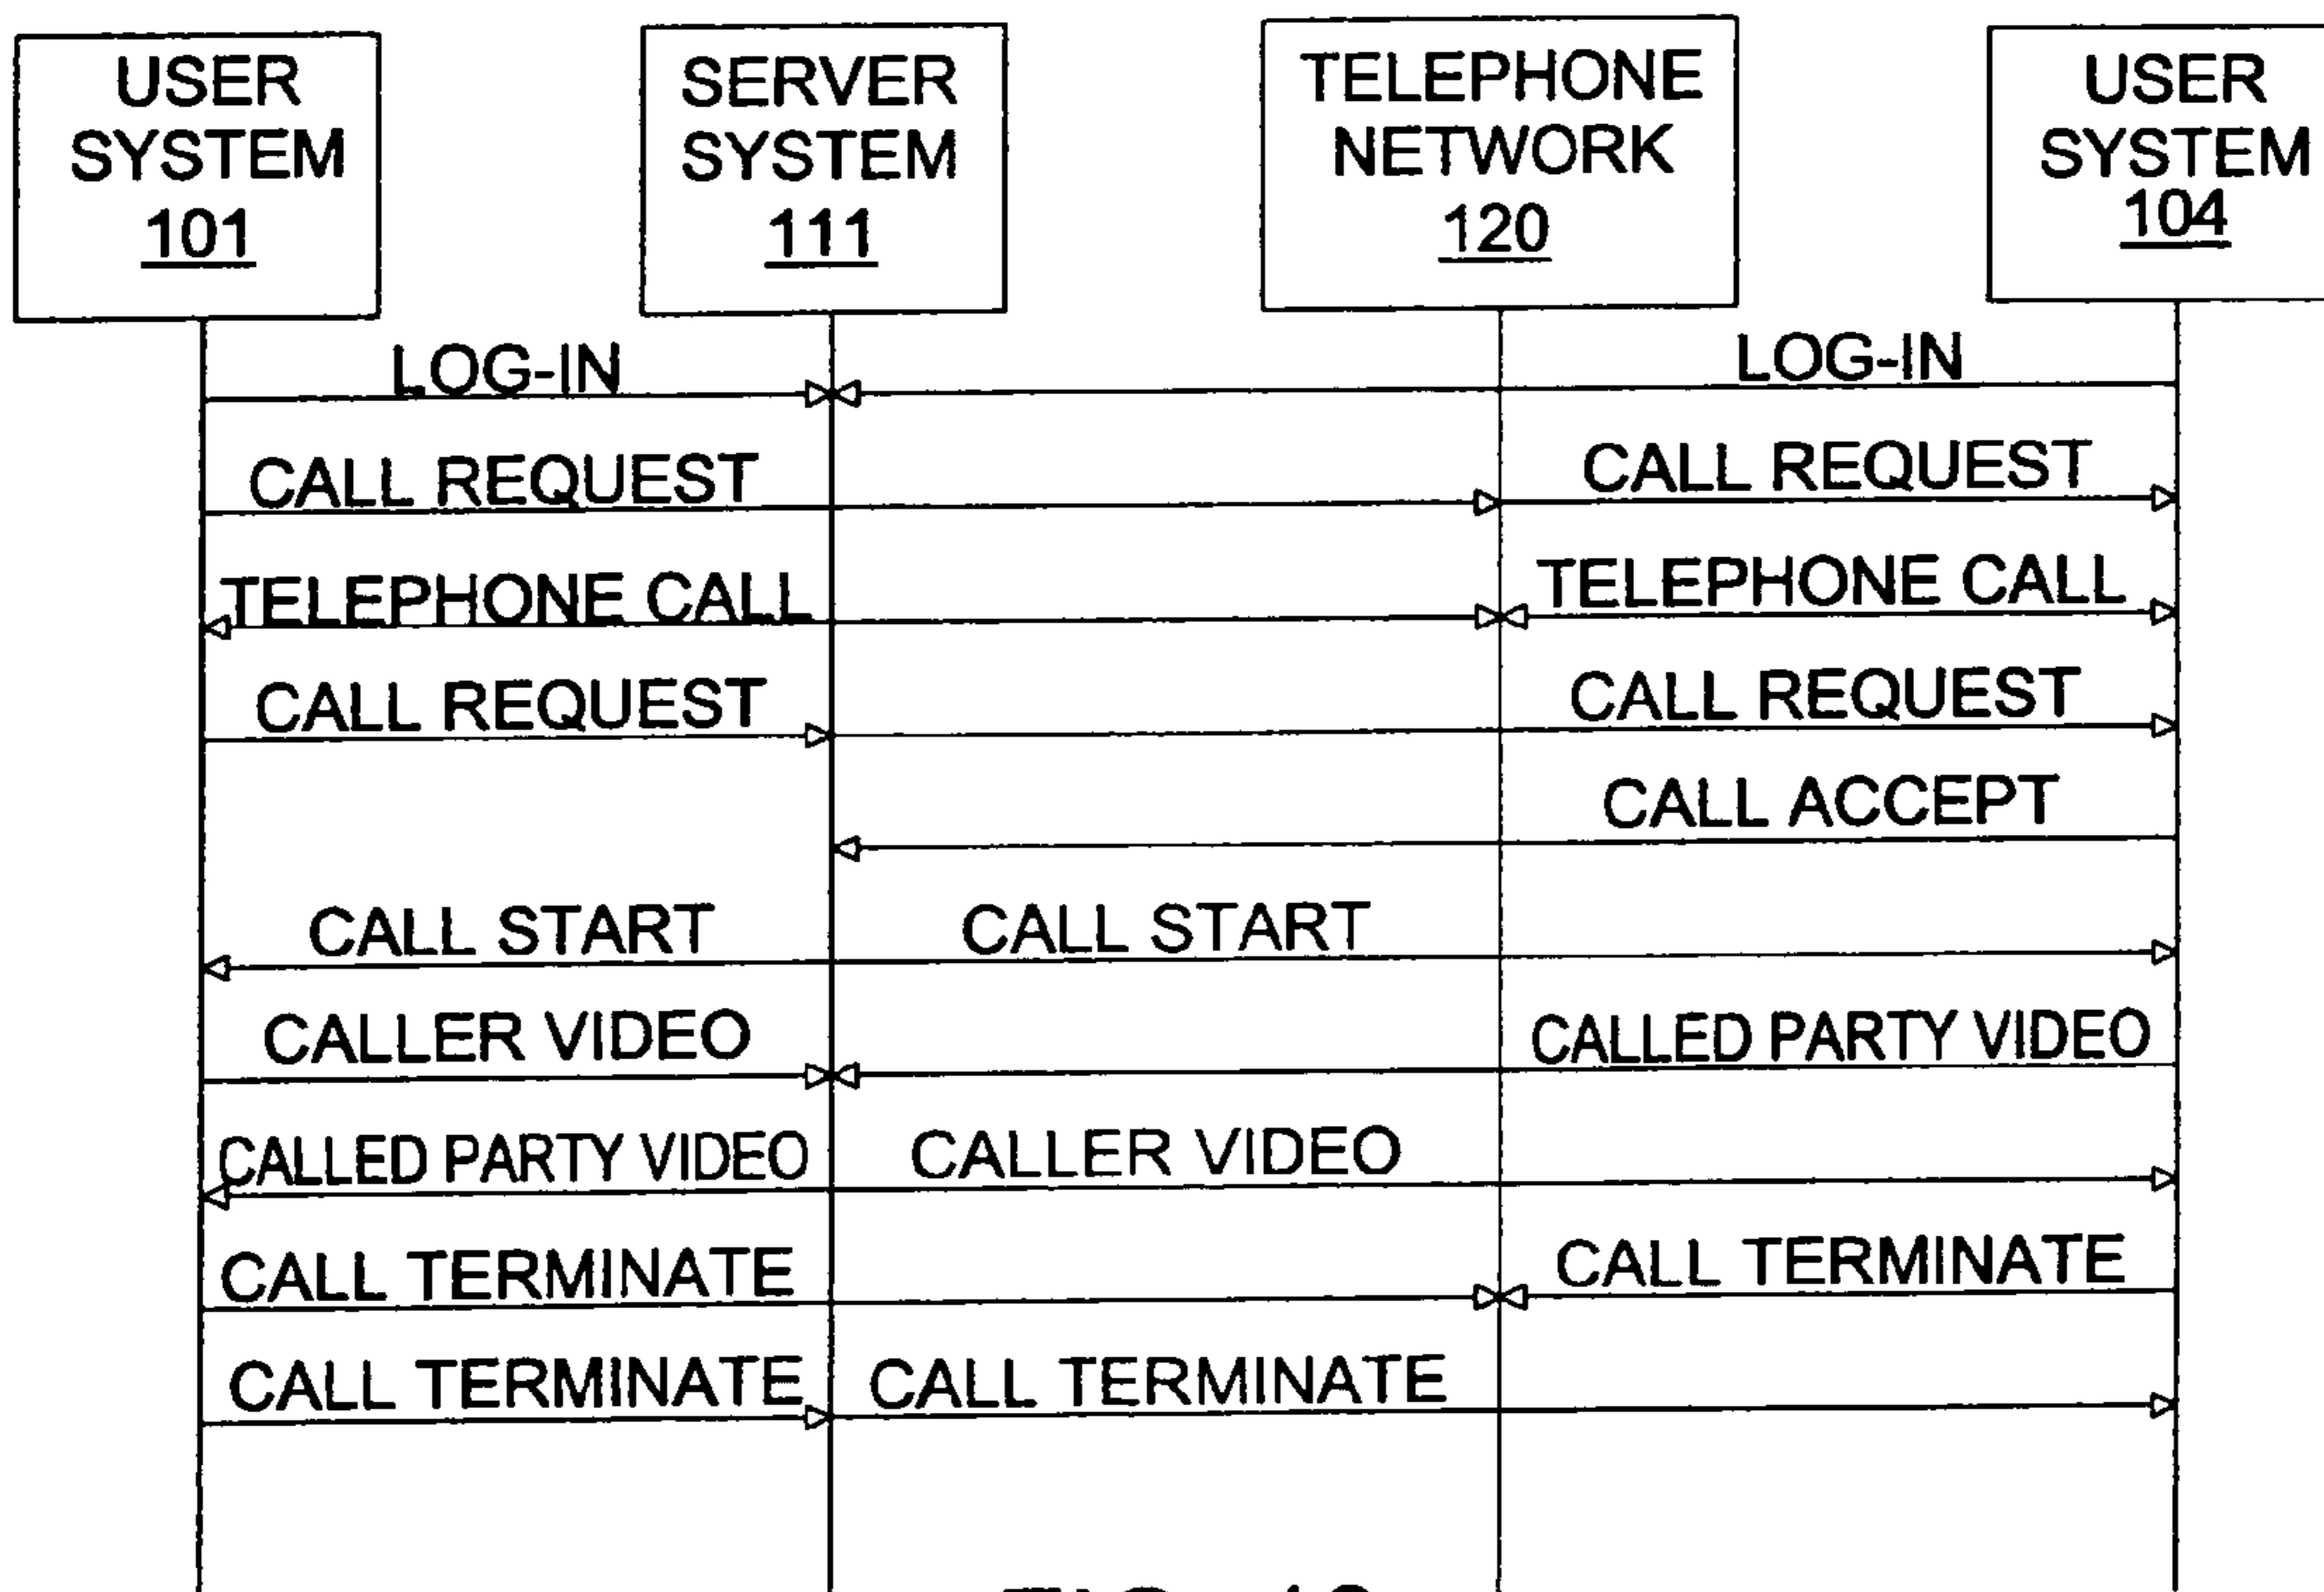 USER
SYSTEM
101
SERVER
SYSTEM
111
TELEPHONE
NETWORK
120
USER
SYSTEM
104
LOG-IN
LOG-IN
CALL REQUEST
CALL REQUEST
TELEPHONE CALL
TELEPHONE CALL
CALL REQUEST
CALL REQUEST
CALL ACCEPT
CALL START
CALL START
CALLER VIDEO
CALLED PARTY VIDEO
CALLED PARTY VIDEO
CALLER VIDEO
CALL TERMINATE
CALL TERMINATE
CALL TERMINATE
CALL TERMINATE